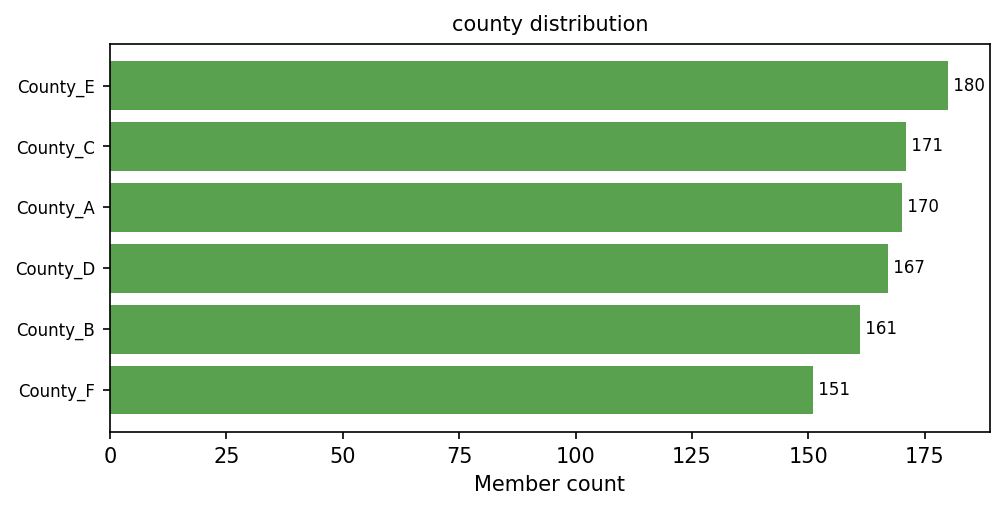 county distribution
County_E 180
County_C 171
County_A 170
County_D 167
County_B 161
County_F 151
0 25 50 75 100 125 150 175
Member count